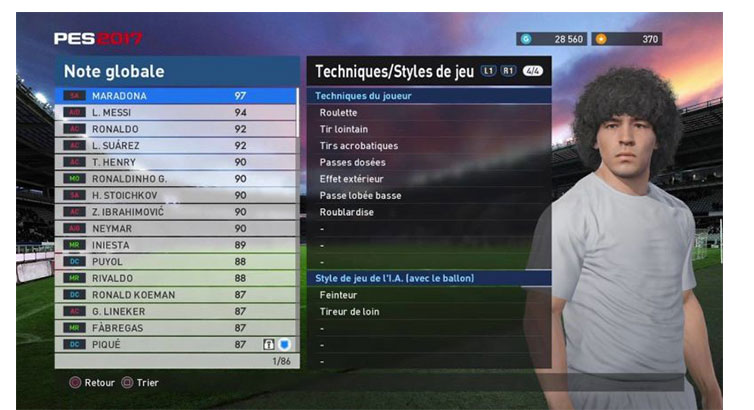 PES 2017
G 28 560 370
Note globale
SA MARADONA 97
AID L. MESSI 94
AC RONALDO 92
AC L. SUÁREZ 92
AC T. HENRY 90
MO RONALDINHO G. 90
SA H. STOICHKOV 90
AC Z. IBRAHIMOVIĆ 90
AIG NEYMAR 90
MR INIESTA 89
DC PUYOL 88
MR RIVALDO 88
DC RONALD KOEMAN 87
AC G. LINEKER 87
MR FÀBREGAS 87
DC PIQUÉ 87
1/86
Techniques/Styles de jeu L1 R1 4/4
Techniques du joueur
Roulette
Tir lointain
Tirs acrobatiques
Passes dosées
Effet extérieur
Passe lobée basse
Roublardise
-
-
-
Style de jeu de l'I.A. (avec le ballon)
Feinteur
Tireur de loin
-
-
-
Retour Trier